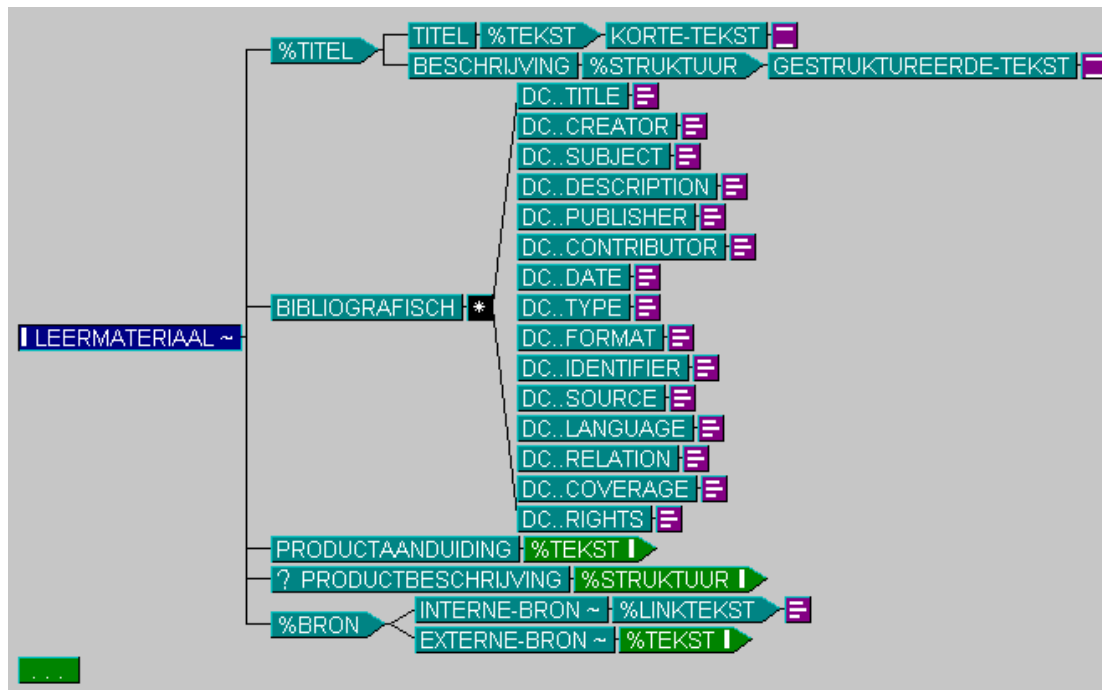 %TITEL TITEL %TEKST KORTE-TEKST
BESCHRIJVING %STRUKTUUR GESTRUKTUREERDE-TEKST
DC..TITLE
DC..CREATOR
DC..SUBJECT
DC..DESCRIPTION
DC..PUBLISHER
DC..CONTRIBUTOR
DC..DATE
BIBLIOGRAFISCH * DC..TYPE
LEERMATERIAAL ~ DC..FORMAT
DC..IDENTIFIER
DC..SOURCE
DC..LANGUAGE
DC..RELATION
DC..COVERAGE
DC..RIGHTS
PRODUCTAANDUIDING %TEKST
? PRODUCTBESCHRIJVING %STRUKTUUR
%BRON INTERNE-BRON ~ %LINKTEKST
EXTERNE-BRON ~ %TEKST
...